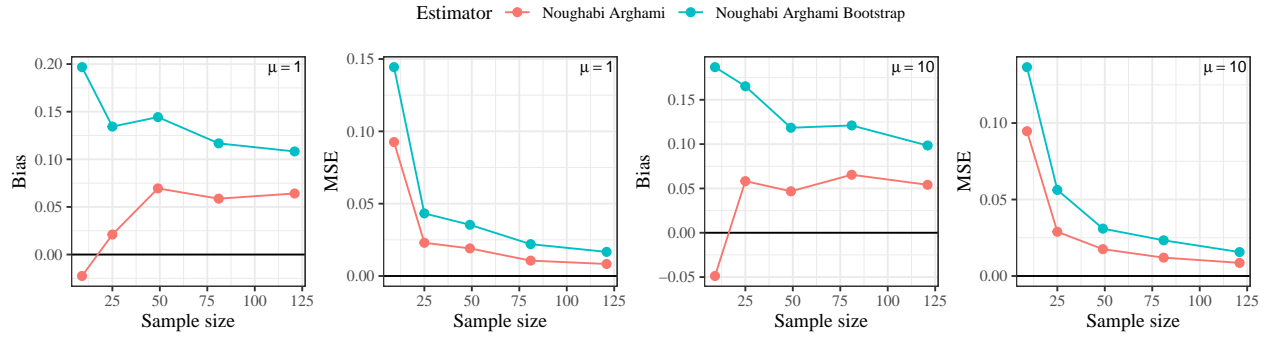 Estimator Noughabi Arghami Noughabi Arghami Bootstrap
μ = 1
0.20
0.15
0.10
0.05
0.00
Bias
25 50 75 100 125
Sample size
μ = 1
0.15
0.10
0.05
0.00
MSE
25 50 75 100 125
Sample size
μ = 10
0.15
0.10
0.05
0.00
−0.05
Bias
25 50 75 100 125
Sample size
μ = 10
0.10
0.05
0.00
MSE
25 50 75 100 125
Sample size